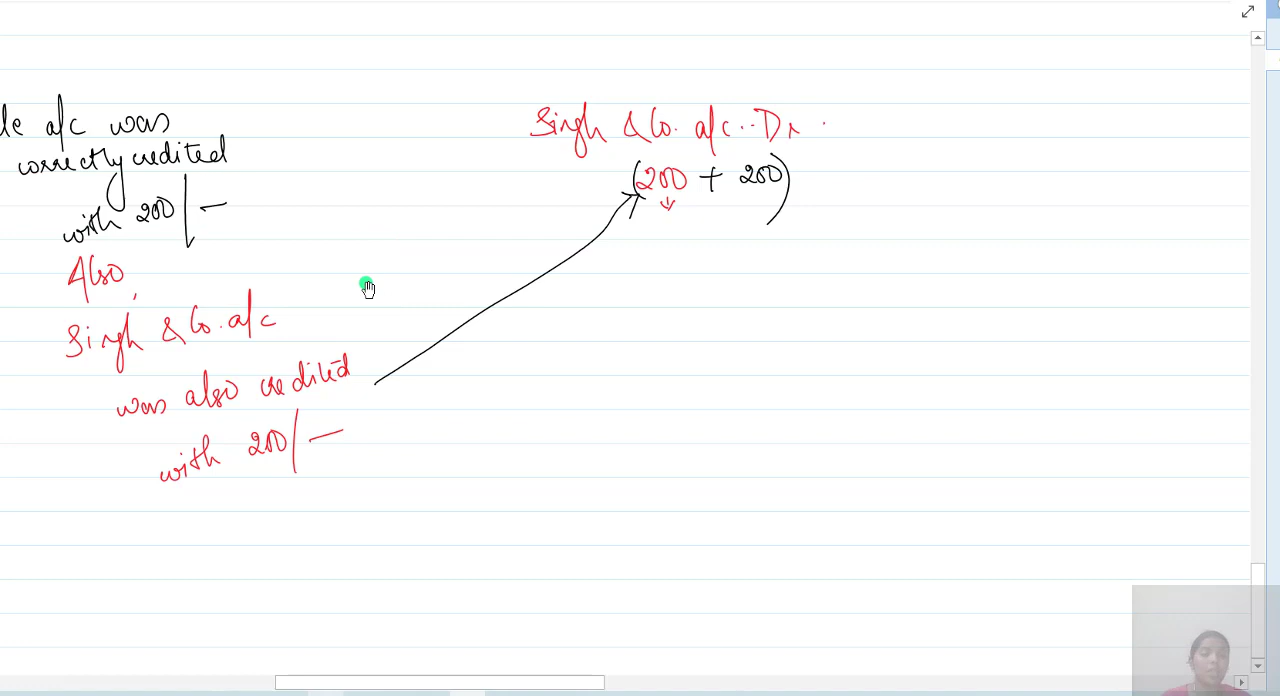 le a/c was
correctly credited
with 200/-
Also,
Singh & Co. a/c
was also credited
with 200/-
Singh & Co. a/c .. Dr.
(200 + 200)